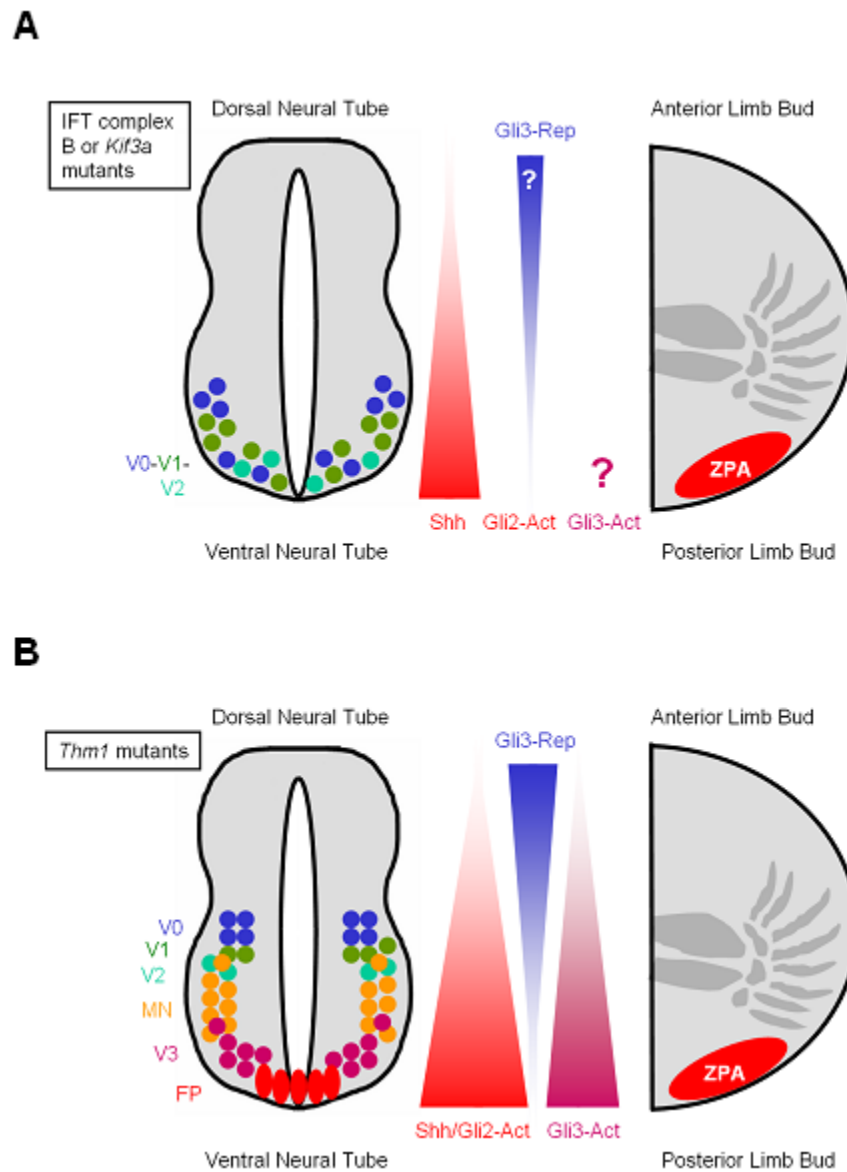 A
IFT complex
B or Kif3a
mutants
Dorsal Neural Tube
Gli3-Rep
Anterior Limb Bud
?
V0-V1-
V2
?
ZPA
Shh
Gli2-Act
Gli3-Act
Ventral Neural Tube
Posterior Limb Bud
B
Thm1 mutants
Dorsal Neural Tube
Gli3-Rep
Anterior Limb Bud
V0
V1
V2
MN
V3
FP
ZPA
Shh/Gli2-Act
Gli3-Act
Ventral Neural Tube
Posterior Limb Bud